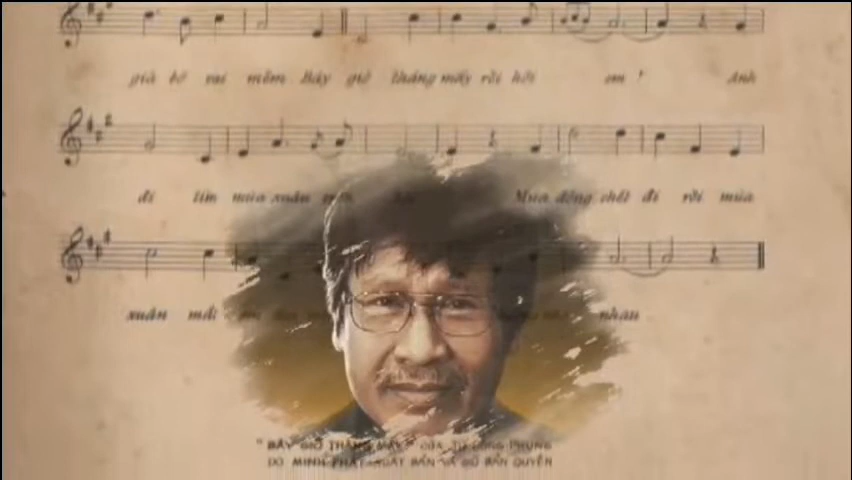 già bờ vai mềm Bây giờ tháng mấy rồi hỡi em ! Anh
đi tìm mùa xuân Mùa đông chết đi rồi mùa
xuân mãi nhau
" BÂY GIỜ THÁNG MẤY " CỦA TỪ CÔNG PHỤNG
DO MINH PHÁT XUẤT BẢN VÀ GIỮ BẢN QUYỀN